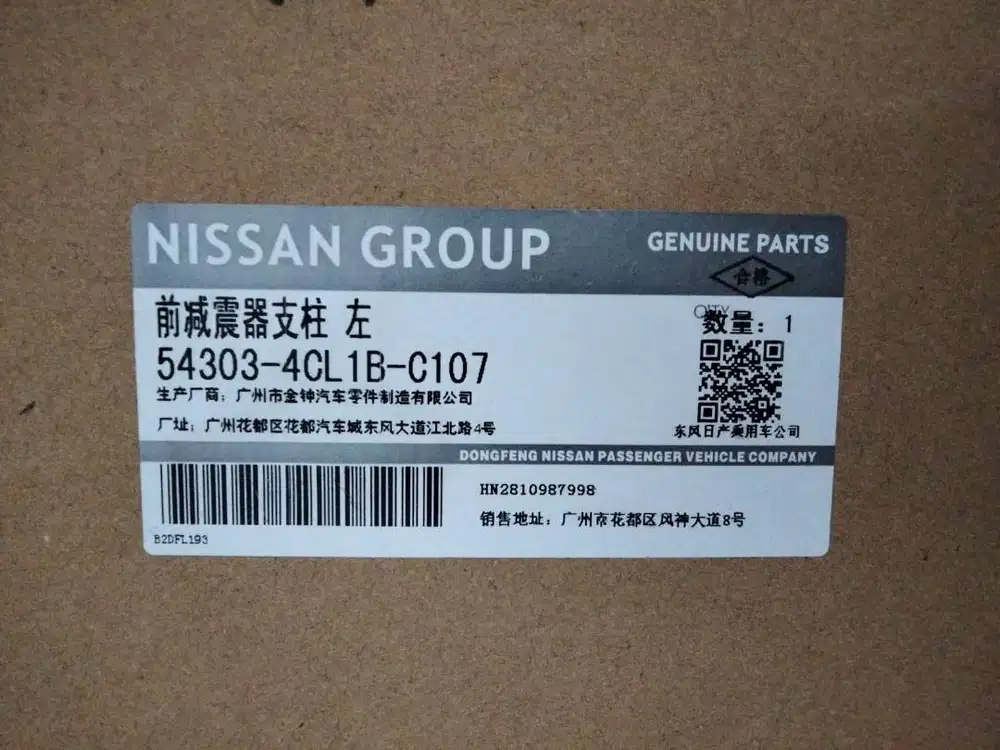 NISSAN GROUP
GENUINE PARTS
合格
前减震器支柱 左
QTY
数量：1
54303-4CL1B-C107
生产厂商：广州市金钟汽车零件制造有限公司
厂址：广州花都区花都汽车城东风大道江北路4号
东风日产乘用车公司
DONGFENG NISSAN PASSENGER VEHICLE COMPANY
HN2810987998
销售地址：广州市花都区风神大道8号
B2DFL193